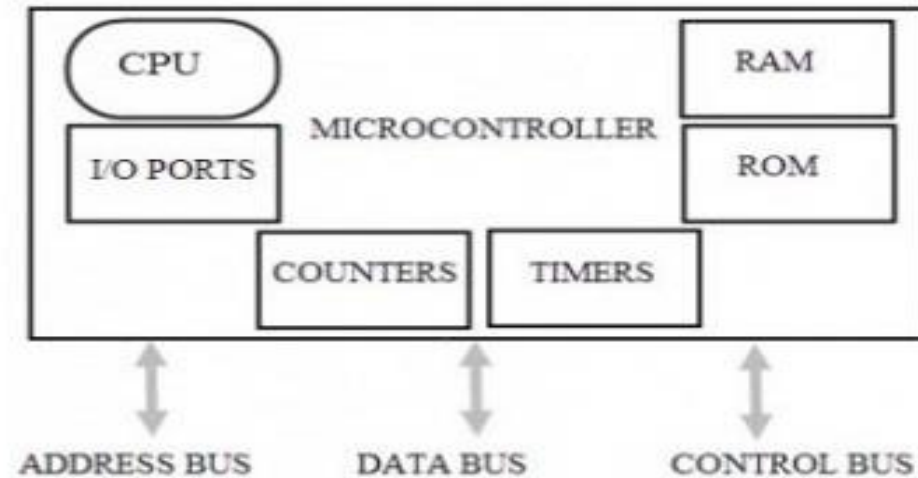 CPU
RAM
MICROCONTROLLER
I/O PORTS
ROM
COUNTERS
TIMERS
ADDRESS BUS
DATA BUS
CONTROL BUS